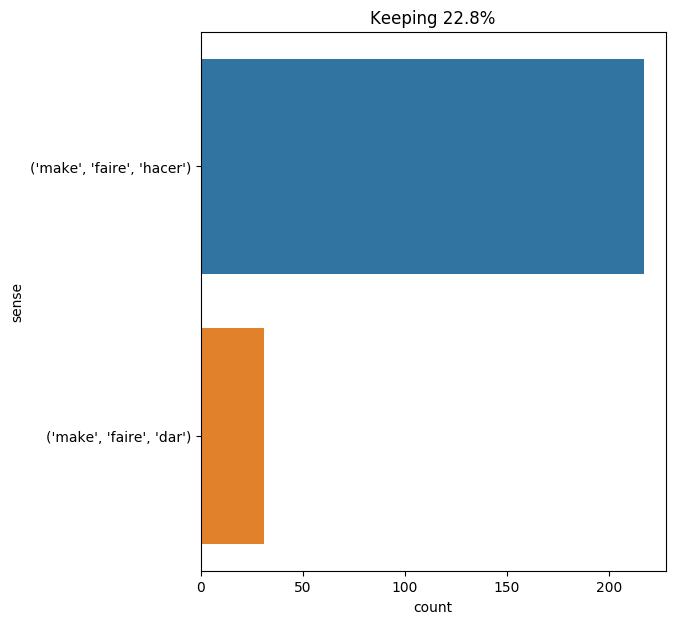 Keeping 22.8%
('make', 'faire', 'hacer')
sense
('make', 'faire', 'dar')
0 50 100 150 200
count